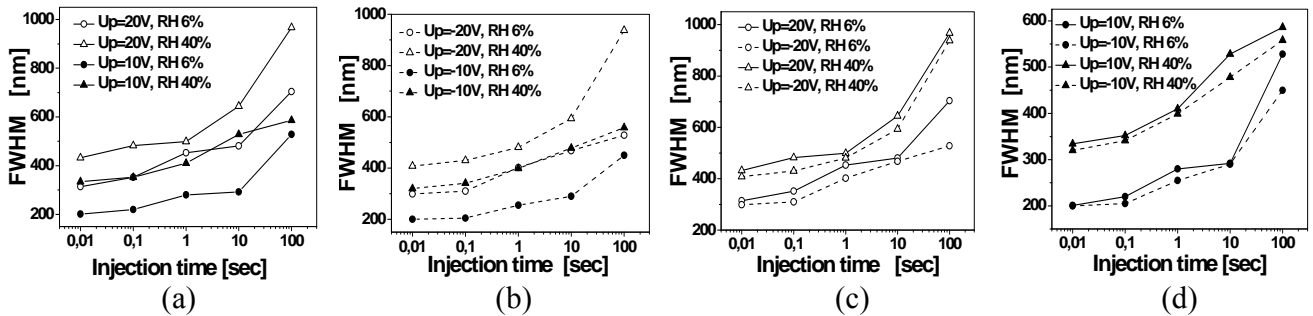 FWHM [nm]
1000
800
600
400
200
0,01 0,1 1 10 100
Injection time [sec]
Up=20V, RH 6%
Up=20V, RH 40%
Up=10V, RH 6%
Up=10V, RH 40%
(a)
FWHM [nm]
1000
800
600
400
200
0,01 0,1 1 10 100
Injection time [sec]
Up=-20V, RH 6%
Up=-20V, RH 40%
Up=-10V, RH 6%
Up=-10V, RH 40%
(b)
FWHM [nm]
1000
800
600
400
200
0,01 0,1 1 10 100
Injection time [sec]
Up=20V, RH 6%
Up=-20V, RH 6%
Up=20V, RH 40%
Up=-20V, RH 40%
(c)
FWHM [nm]
600
500
400
300
200
0,01 0,1 1 10 100
Injection time [sec]
Up=10V, RH 6%
Up=-10V, RH 6%
Up=10V, RH 40%
Up=-10V, RH 40%
(d)